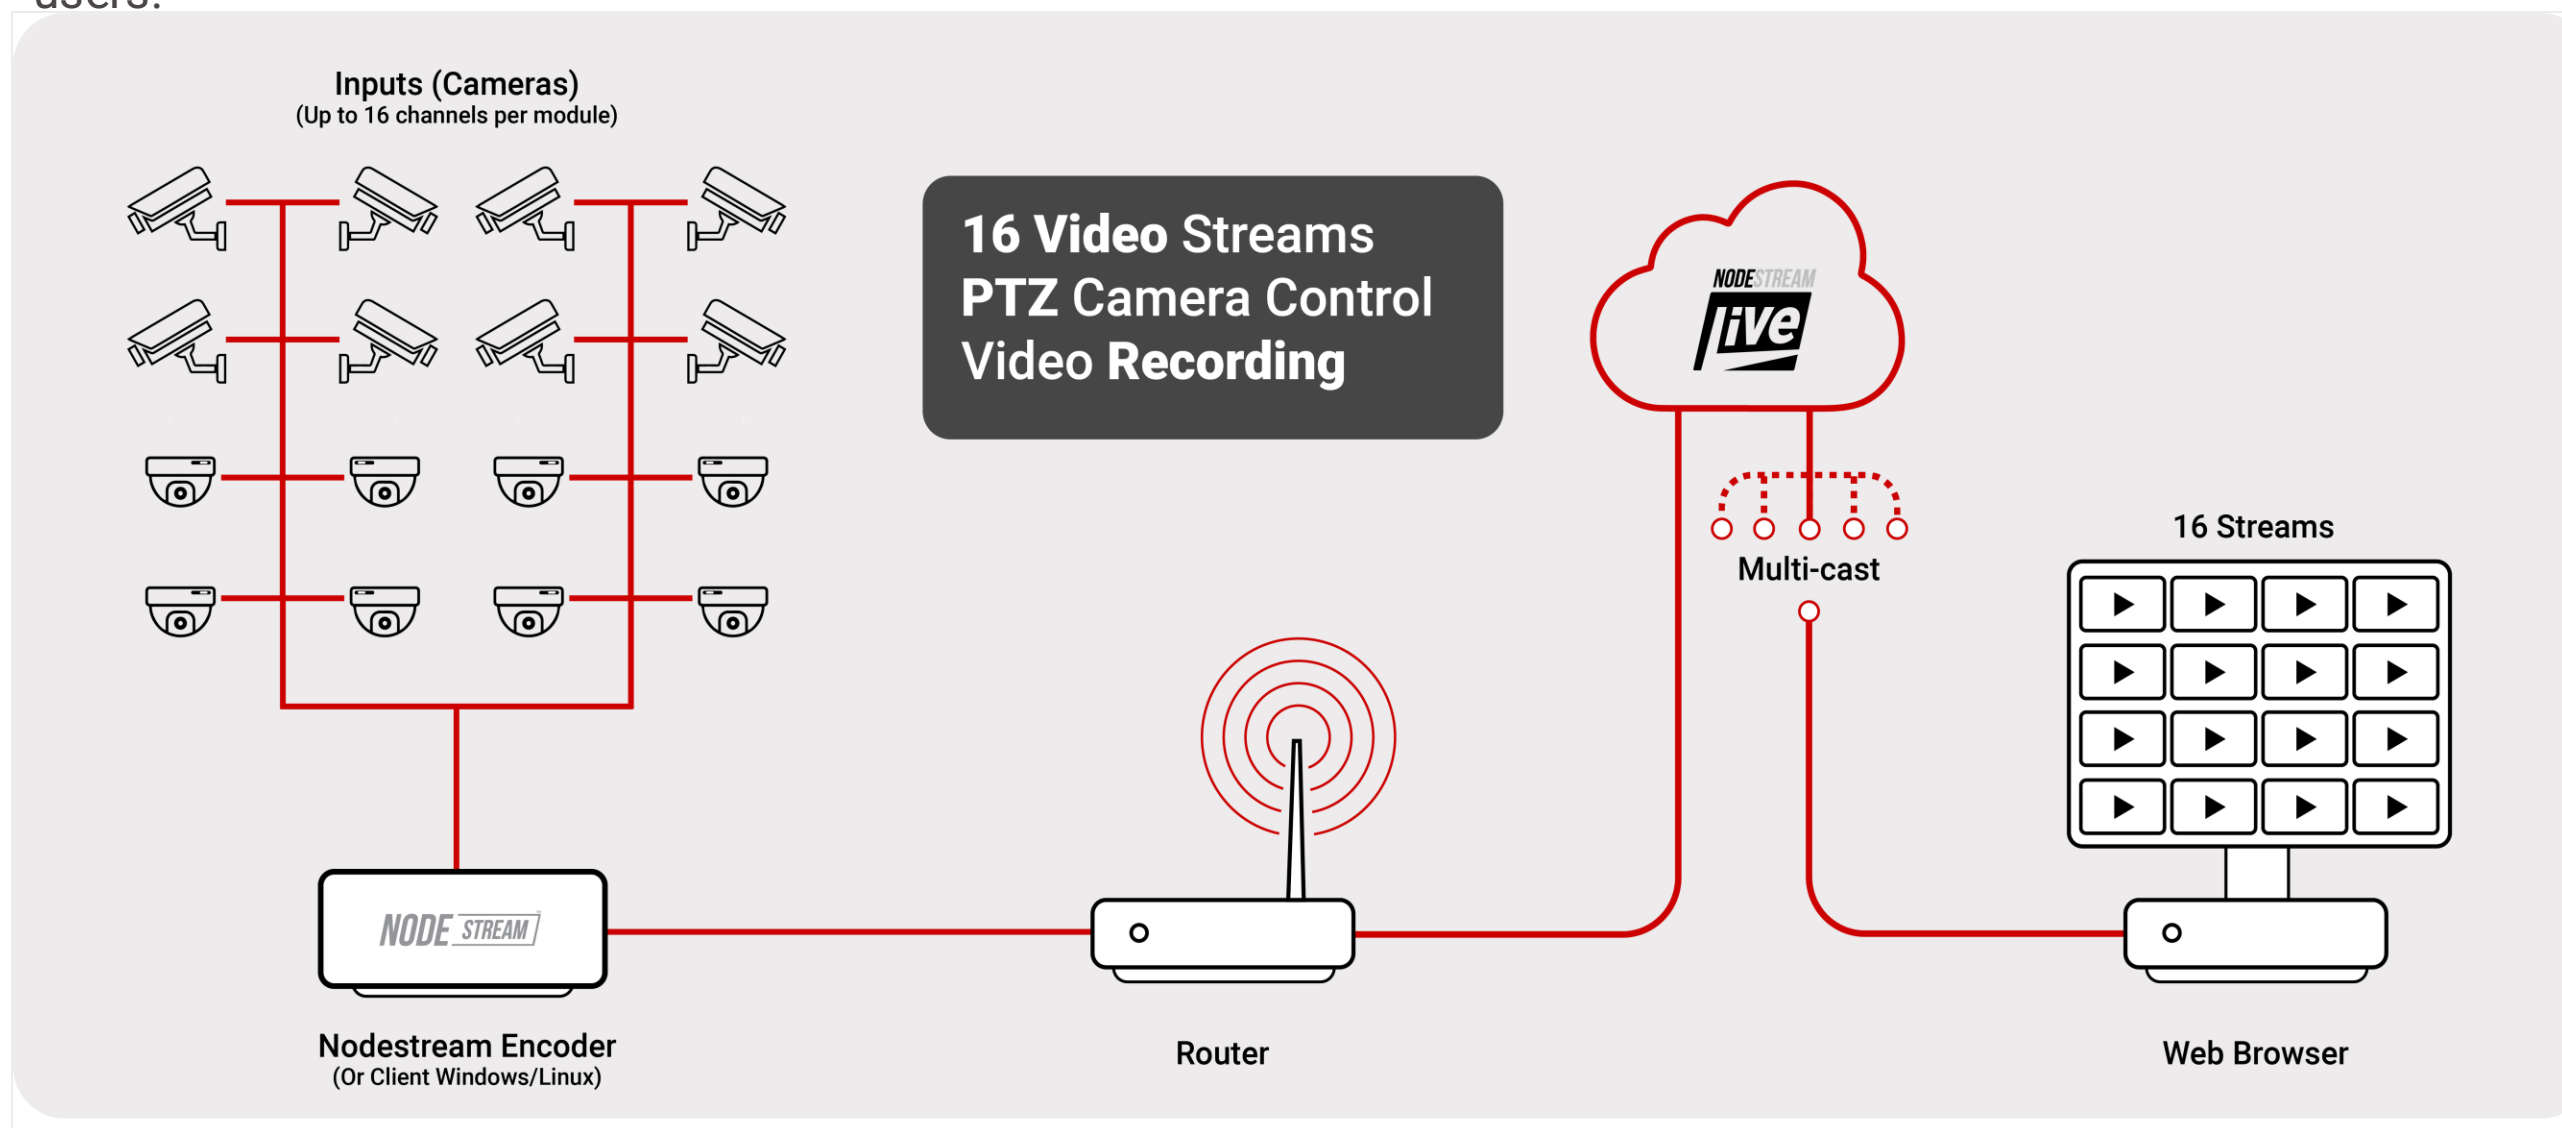 users.
Inputs (Cameras)
(Up to 16 channels per module)
16 Video Streams
PTZ Camera Control
Video Recording
NODESTREAM
live
Multi-cast
16 Streams
NODE STREAM
Nodestream Encoder
(Or Client Windows/Linux)
Router
Web Browser